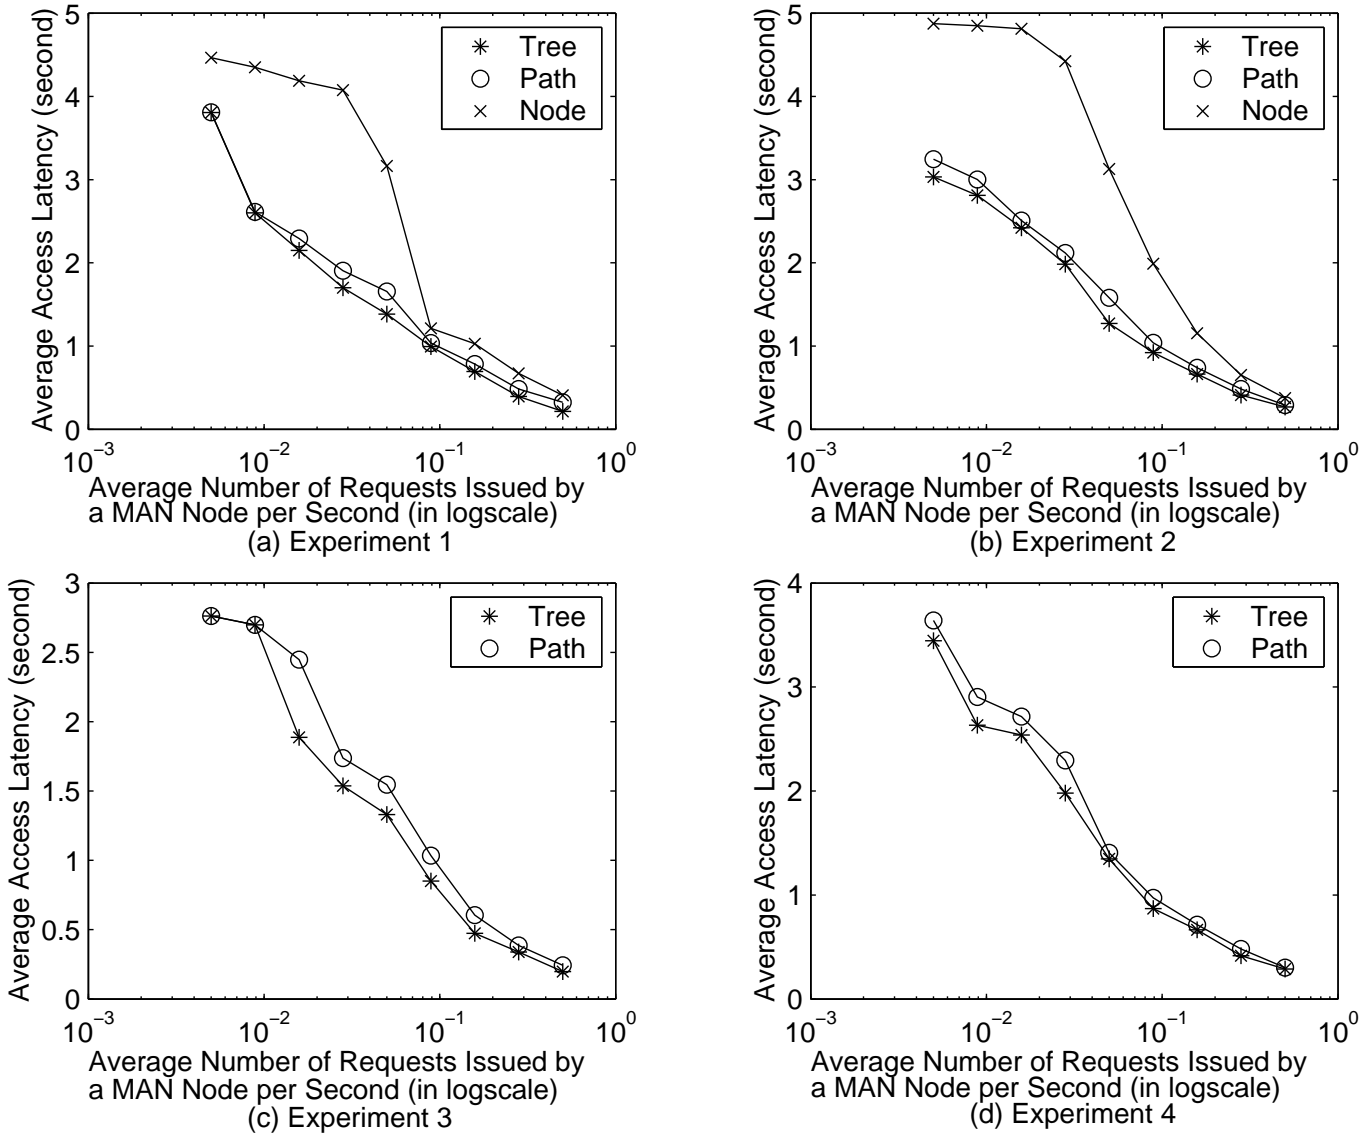 Average Access Latency (second)
5
4
3
2
1
0
Tree
Path
Node
10^−3
10^−2
10^−1
10^0
Average Number of Requests Issued by
a MAN Node per Second (in logscale)
(a) Experiment 1
Average Access Latency (second)
5
4
3
2
1
0
Tree
Path
Node
10^−3
10^−2
10^−1
10^0
Average Number of Requests Issued by
a MAN Node per Second (in logscale)
(b) Experiment 2
Average Access Latency (second)
3
2.5
2
1.5
1
0.5
0
Tree
Path
10^−3
10^−2
10^−1
10^0
Average Number of Requests Issued by
a MAN Node per Second (in logscale)
(c) Experiment 3
Average Access Latency (second)
4
3
2
1
0
Tree
Path
10^−3
10^−2
10^−1
10^0
Average Number of Requests Issued by
a MAN Node per Second (in logscale)
(d) Experiment 4